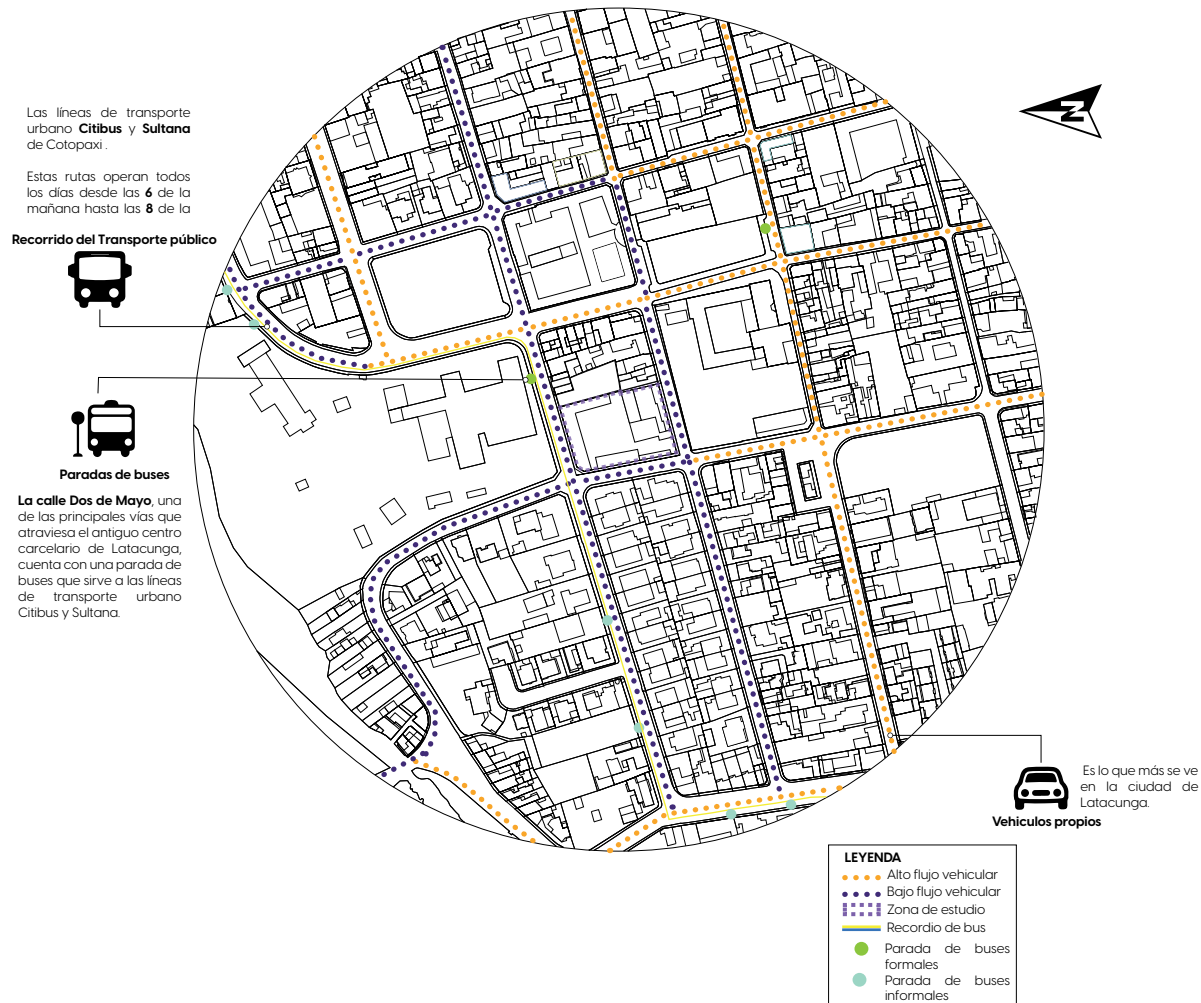 Las líneas de transporte
urbano Citibus y Sultana
de Cotopaxi .
Estas rutas operan todos
los días desde las 6 de la
mañana hasta las 8 de la
Recorrido del Transporte público
Paradas de buses
La calle Dos de Mayo, una
de las principales vías que
atraviesa el antiguo centro
carcelario de Latacunga,
cuenta con una parada de
buses que sirve a las líneas
de transporte urbano
Citibus y Sultana.
N
Es lo que más se ve
en la ciudad de
Latacunga.
Vehiculos propios
LEYENDA
Alto flujo vehicular
Bajo flujo vehicular
Zona de estudio
Recordio de bus
Parada de buses
formales
Parada de buses
informales